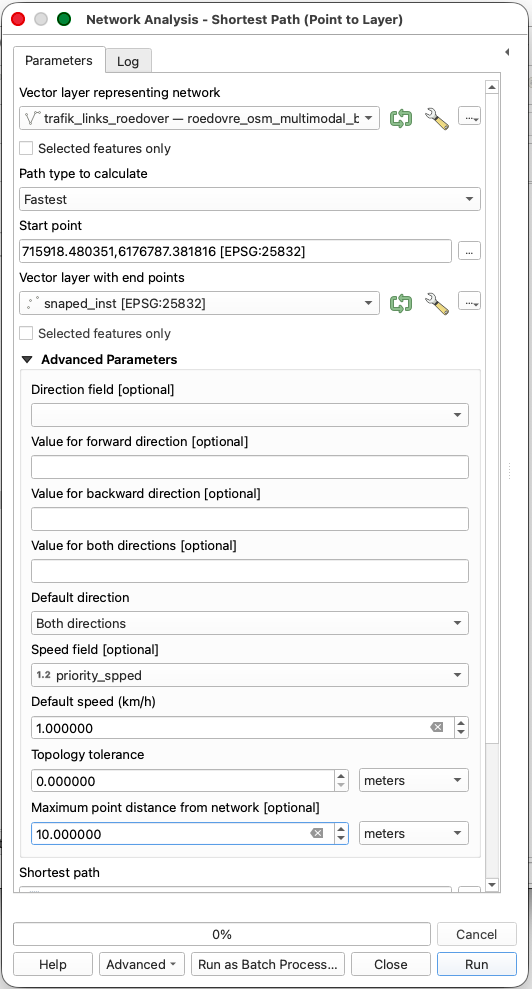 Network Analysis - Shortest Path (Point to Layer)
Parameters
Log
Vector layer representing network
trafik_links_roedover — roedovre_osm_multimodal_b
...
Selected features only
Path type to calculate
Fastest
Start point
715918.480351,6176787.381816 [EPSG:25832]
...
Vector layer with end points
snaped_inst [EPSG:25832]
...
Selected features only
Advanced Parameters
Direction field [optional]
Value for forward direction [optional]
Value for backward direction [optional]
Value for both directions [optional]
Default direction
Both directions
Speed field [optional]
1.2 priority_spped
Default speed (km/h)
1.000000
Topology tolerance
0.000000
meters
Maximum point distance from network [optional]
10.000000
meters
Shortest path
0%
Cancel
Help
Advanced
Run as Batch Process...
Close
Run